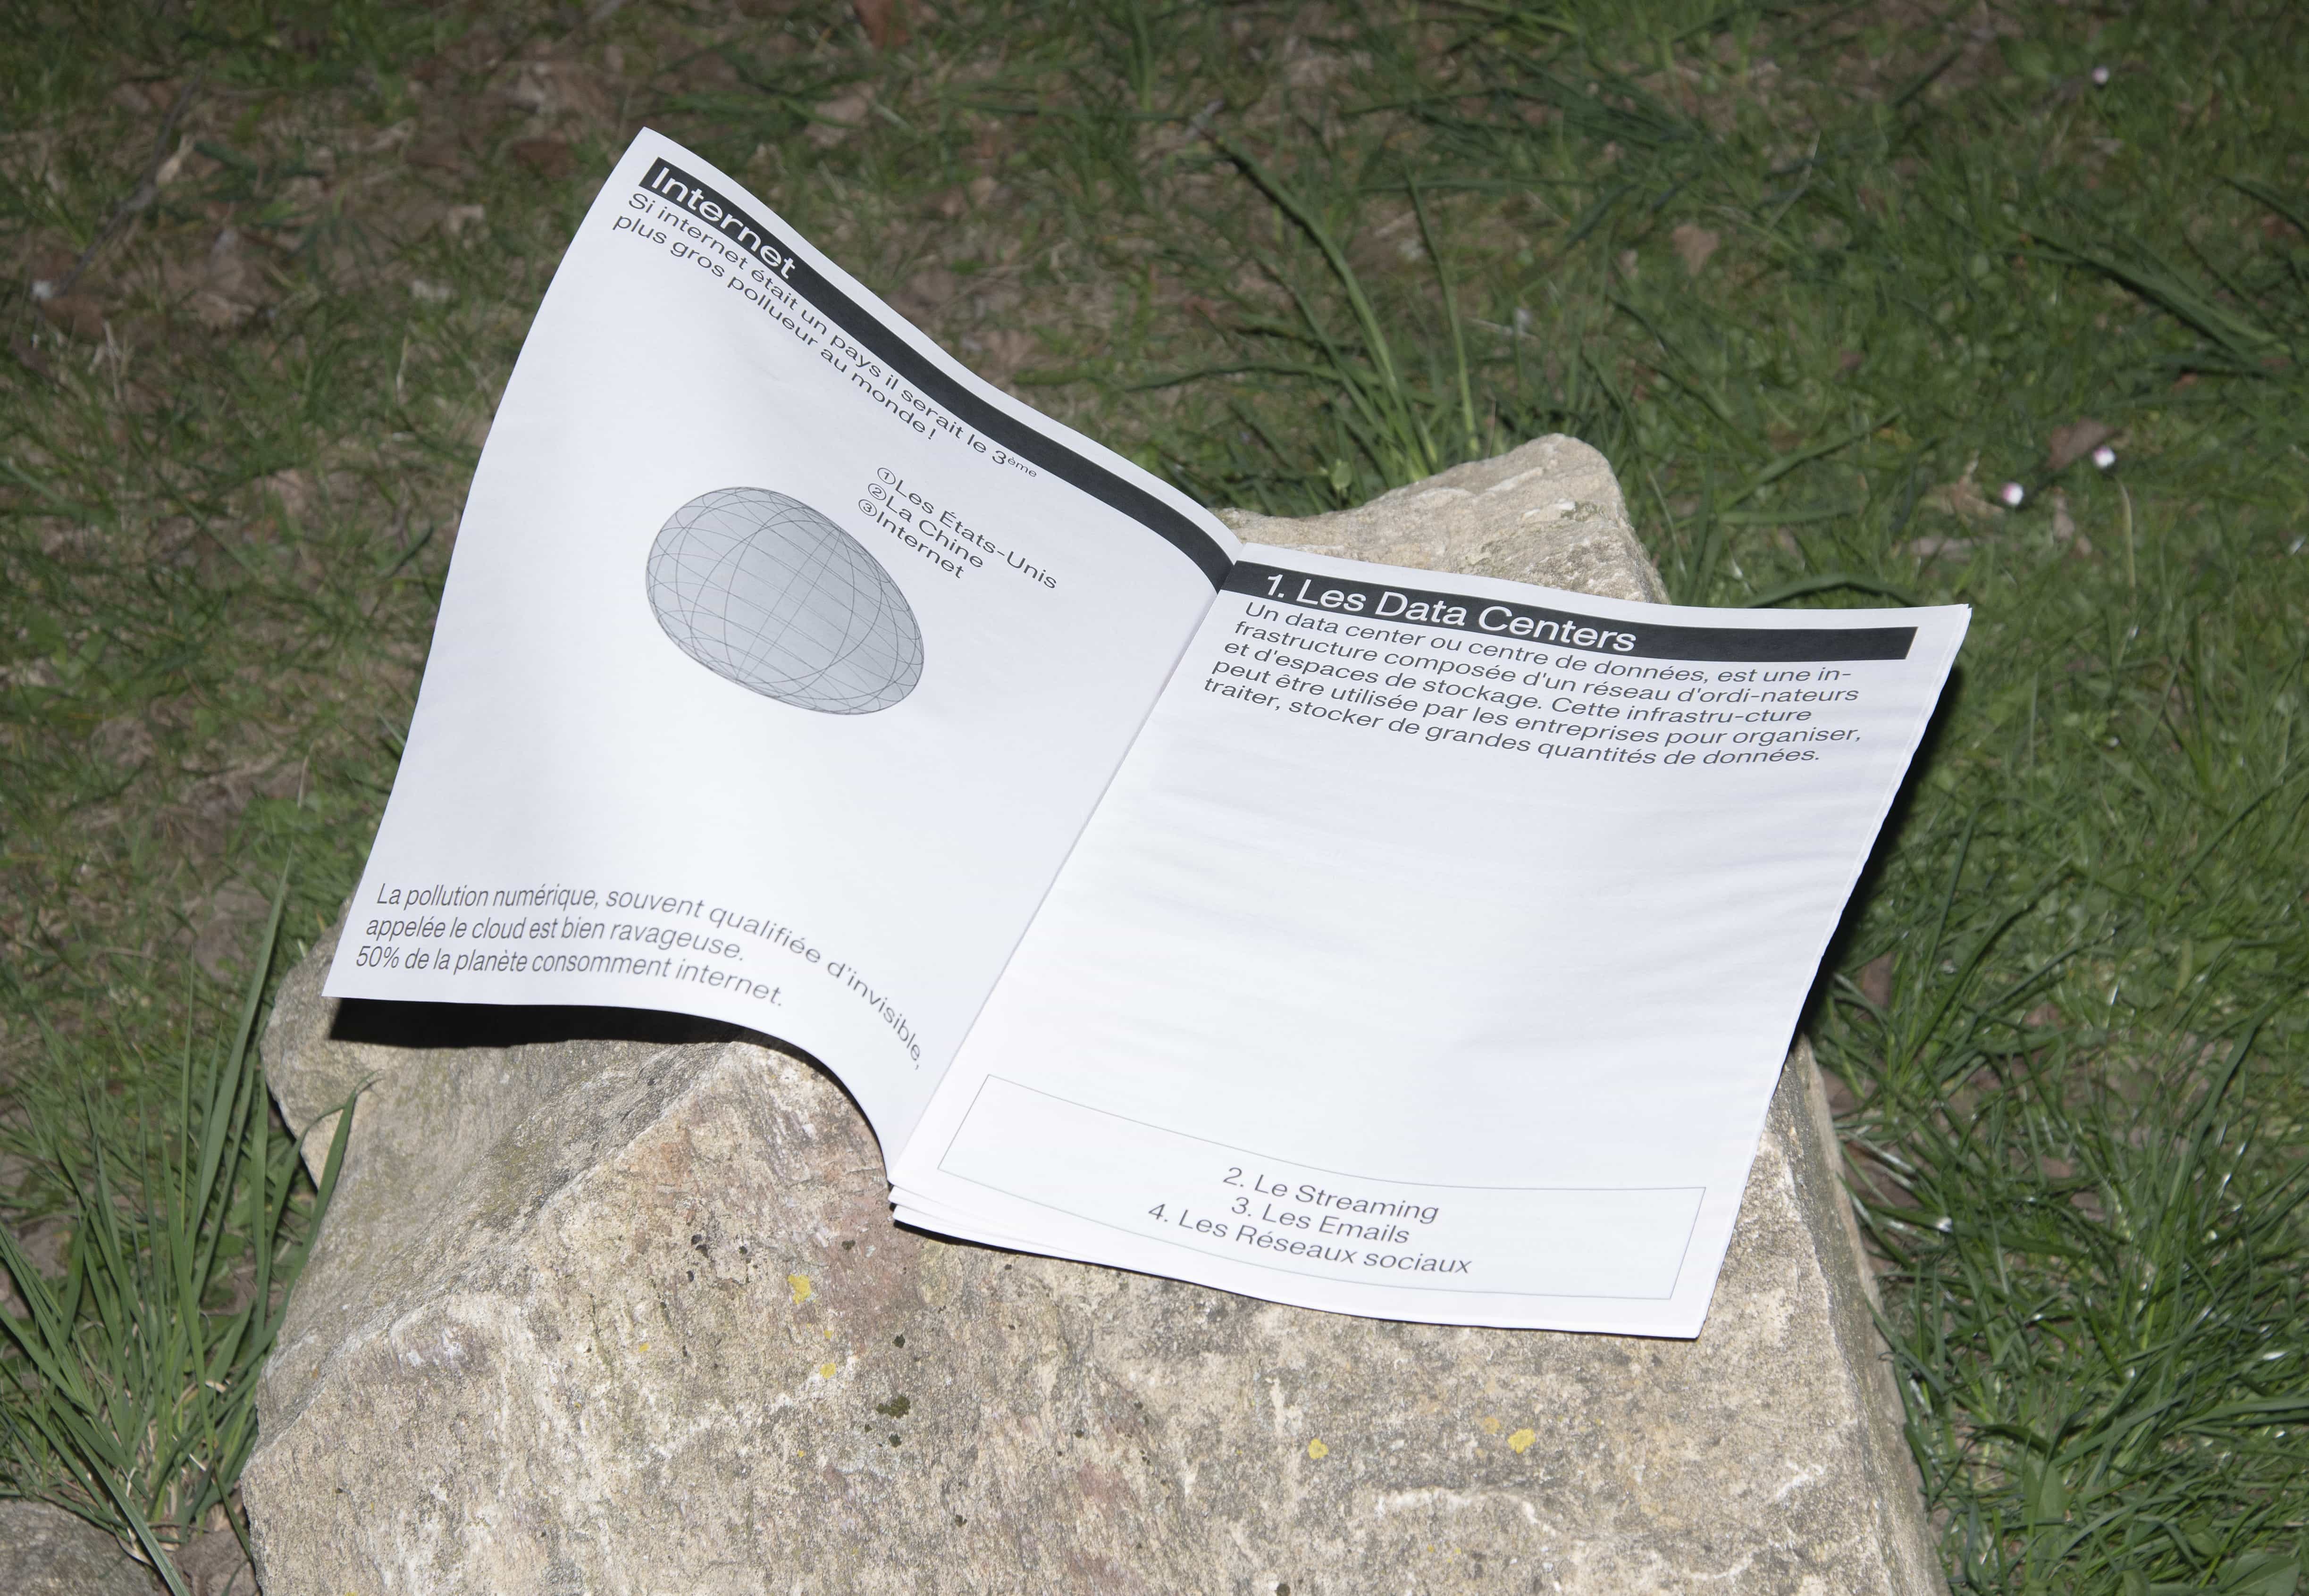 Internet
Si internet était un pays il serait le 3ème
plus gros pollueur au monde !
①Les États-Unis
②La Chine
③Internet
La pollution numérique, souvent qualifiée d'invisible,
appelée le cloud est bien ravageuse.
50% de la planète consomment internet.
1. Les Data Centers
Un data center ou centre de données, est une in-
frastructure composée d'un réseau d'ordi-nateurs
et d'espaces de stockage. Cette infrastru-cture
peut être utilisée par les entreprises pour organiser,
traiter, stocker de grandes quantités de données.
2. Le Streaming
3. Les Emails
4. Les Réseaux sociaux